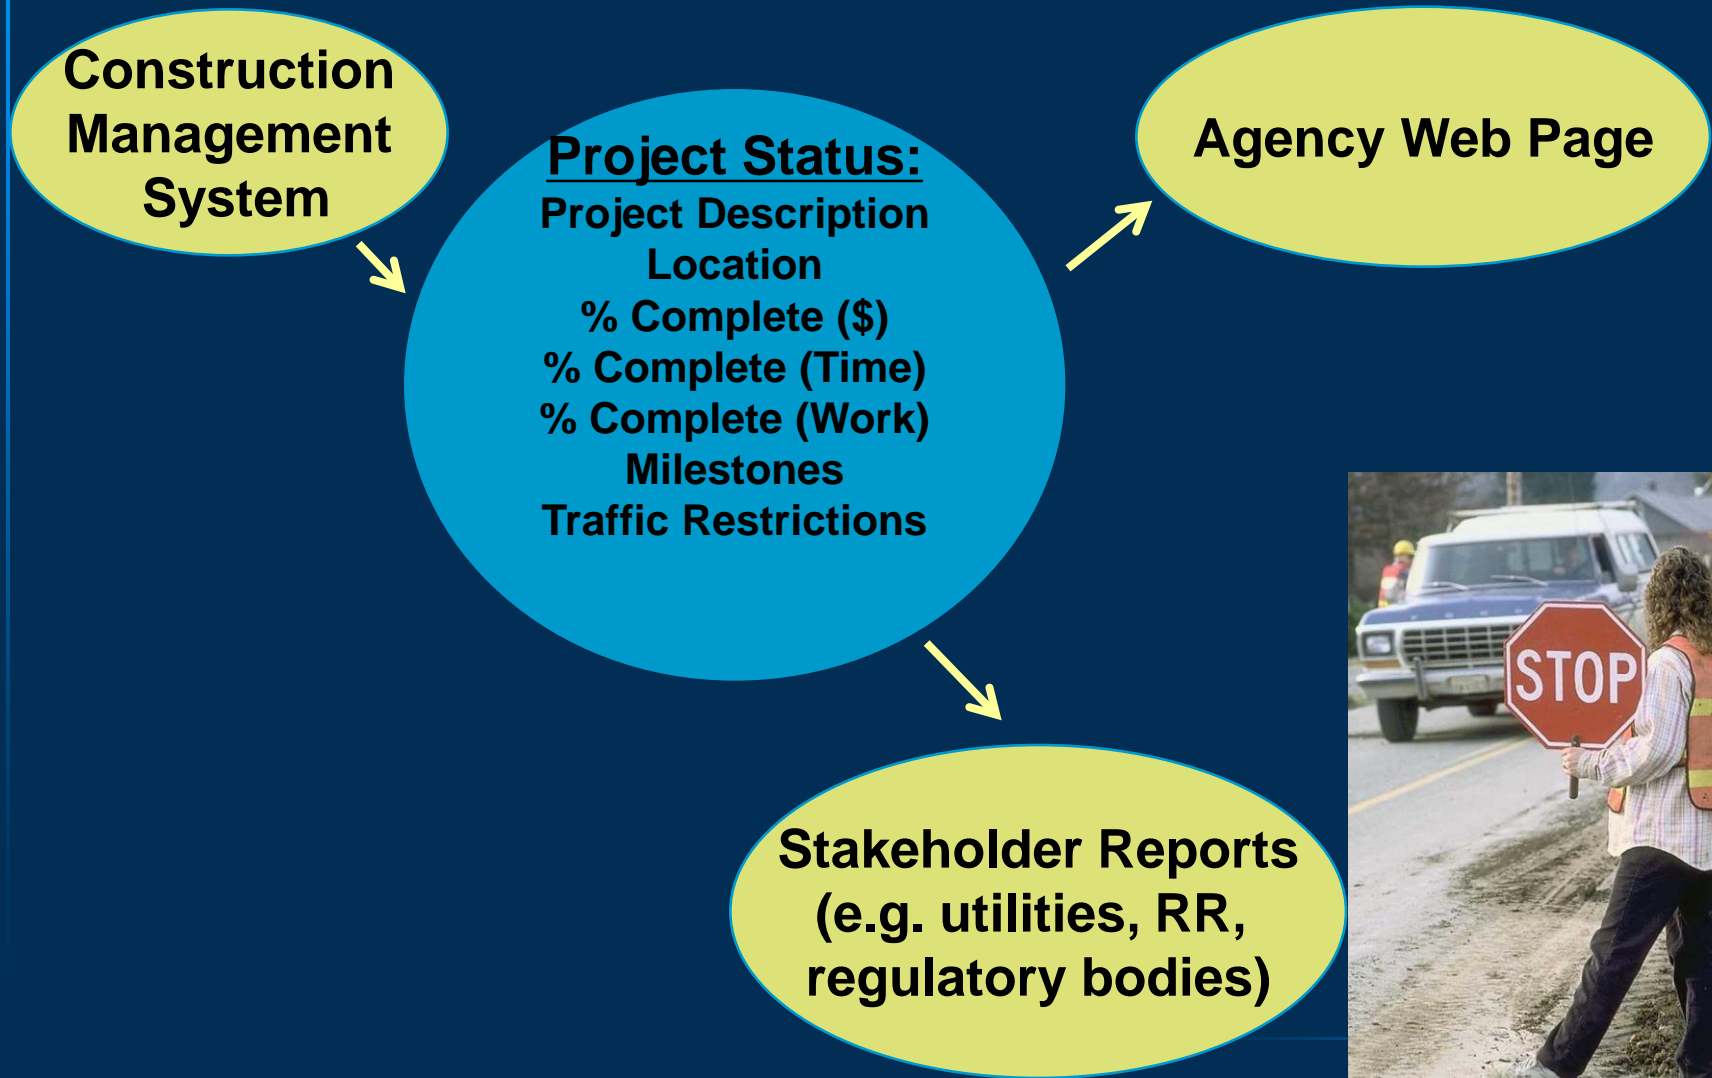 Construction
Management
System
Project Status:
Project Description
Location
% Complete ($)
% Complete (Time)
% Complete (Work)
Milestones
Traffic Restrictions
Agency Web Page
Stakeholder Reports
(e.g. utilities, RR,
regulatory bodies)
STOP